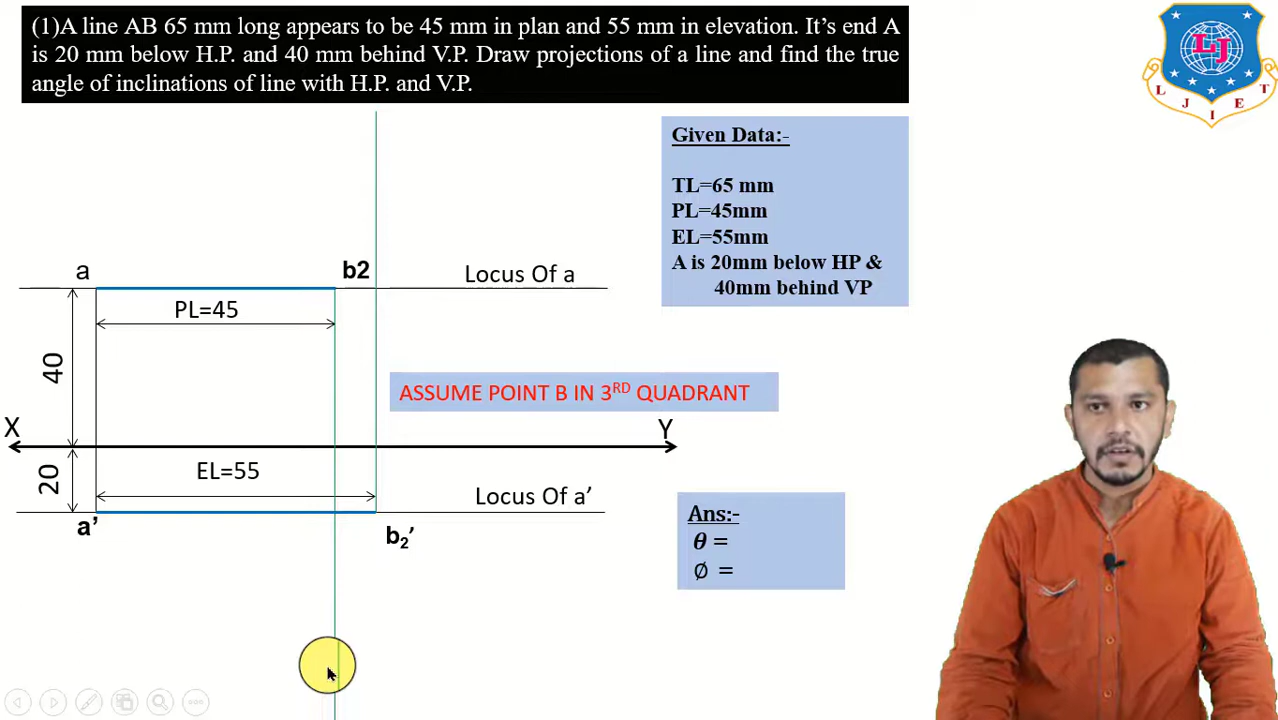 (1)A line AB 65 mm long appears to be 45 mm in plan and 55 mm in elevation. It's end A
is 20 mm below H.P. and 40 mm behind V.P. Draw projections of a line and find the true
angle of inclinations of line with H.P. and V.P.
LJ
L J I E T
Given Data:-
TL=65 mm
PL=45mm
EL=55mm
A is 20mm below HP &
40mm behind VP
a
b2
Locus Of a
PL=45
40
ASSUME POINT B IN 3RD QUADRANT
X
Y
20
EL=55
Locus Of a'
a'
b2'
Ans:-
θ =
∅ =